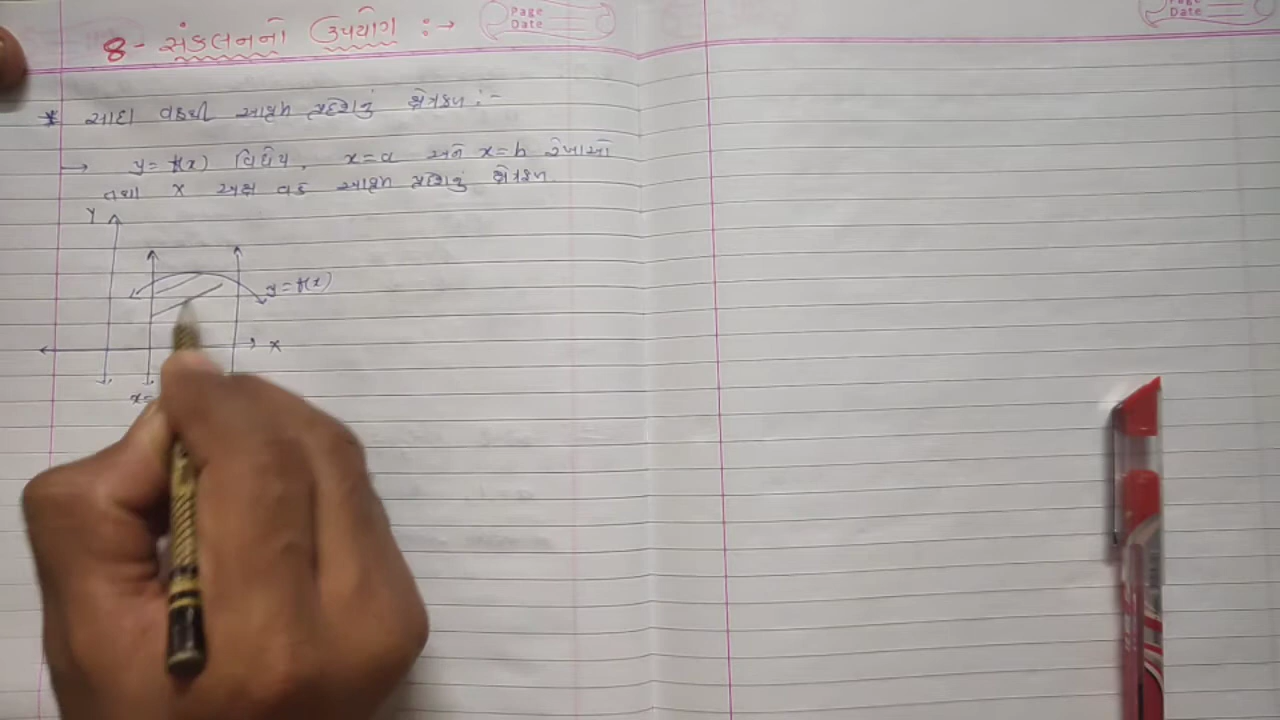 Page
Date
Date
8 - સંકલનનો ઉપયોગ :→
* સાદા વક્રથી આવૃત્ત પ્રદેશનું ક્ષેત્રફળ :-
→ y = f(x) વિધેય, x = a અને x = b રેખાઓ
તથા x અક્ષ વડે આવૃત્ત પ્રદેશનું ક્ષેત્રફળ.
Y
y = f(x)
x
x =